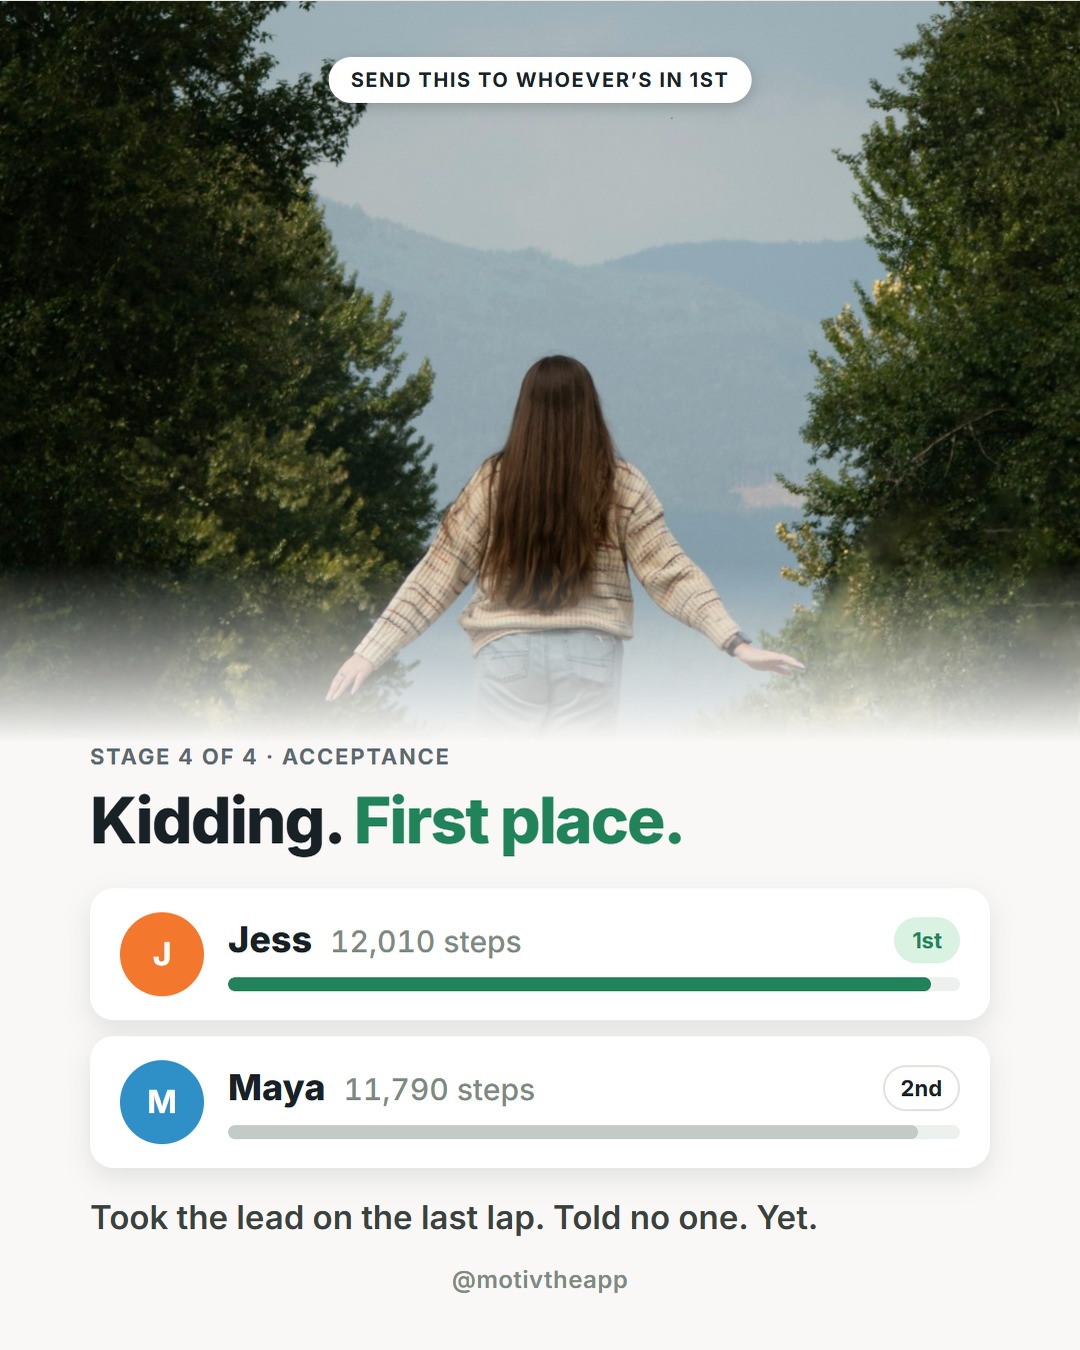 SEND THIS TO WHOEVER’S IN 1ST
STAGE 4 OF 4 · ACCEPTANCE
Kidding. First place.
J
Jess 12,010 steps
1st
M
Maya 11,790 steps
2nd
Took the lead on the last lap. Told no one. Yet.
@motivtheapp